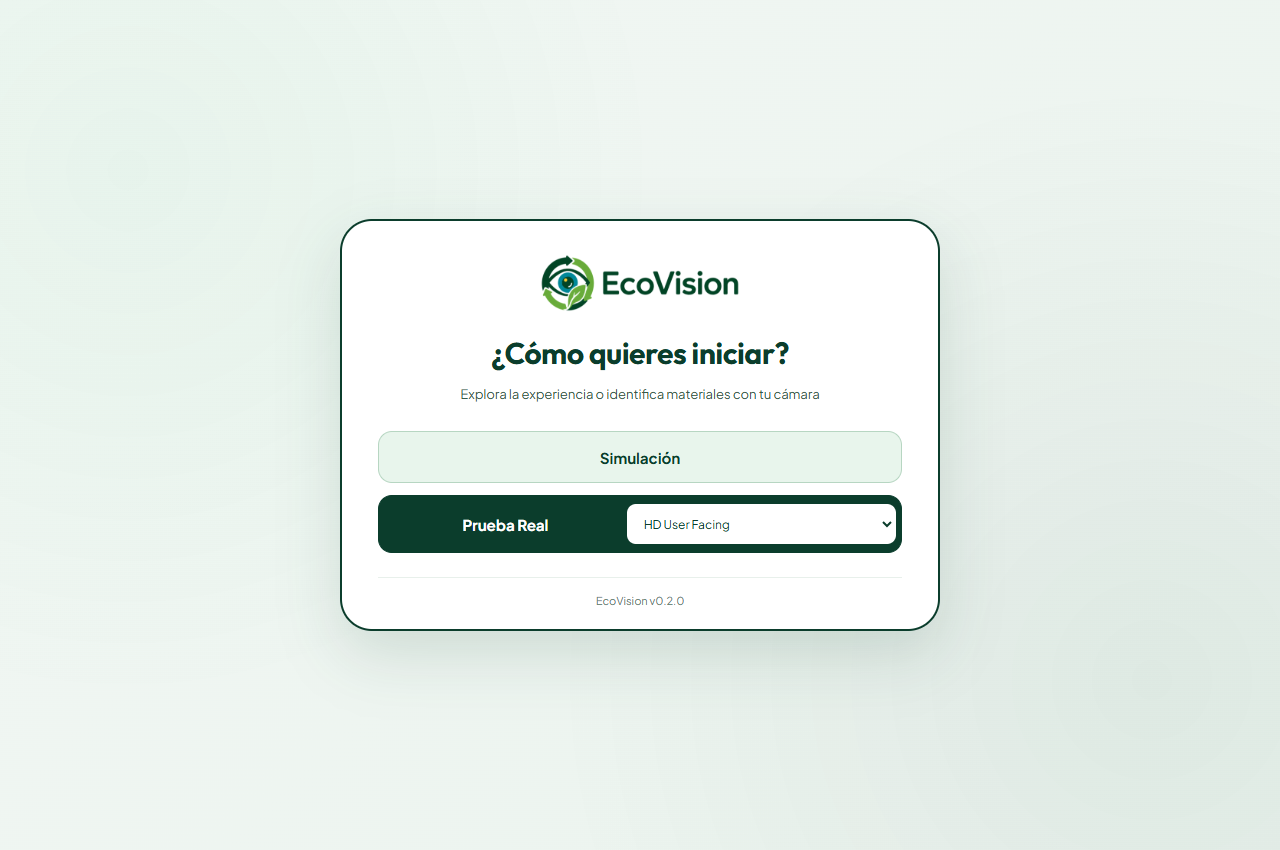 EcoVision
¿Cómo quieres iniciar?
Explora la experiencia o identifica materiales con tu cámara
Simulación
Prueba Real
HD User Facing
EcoVision v0.2.0